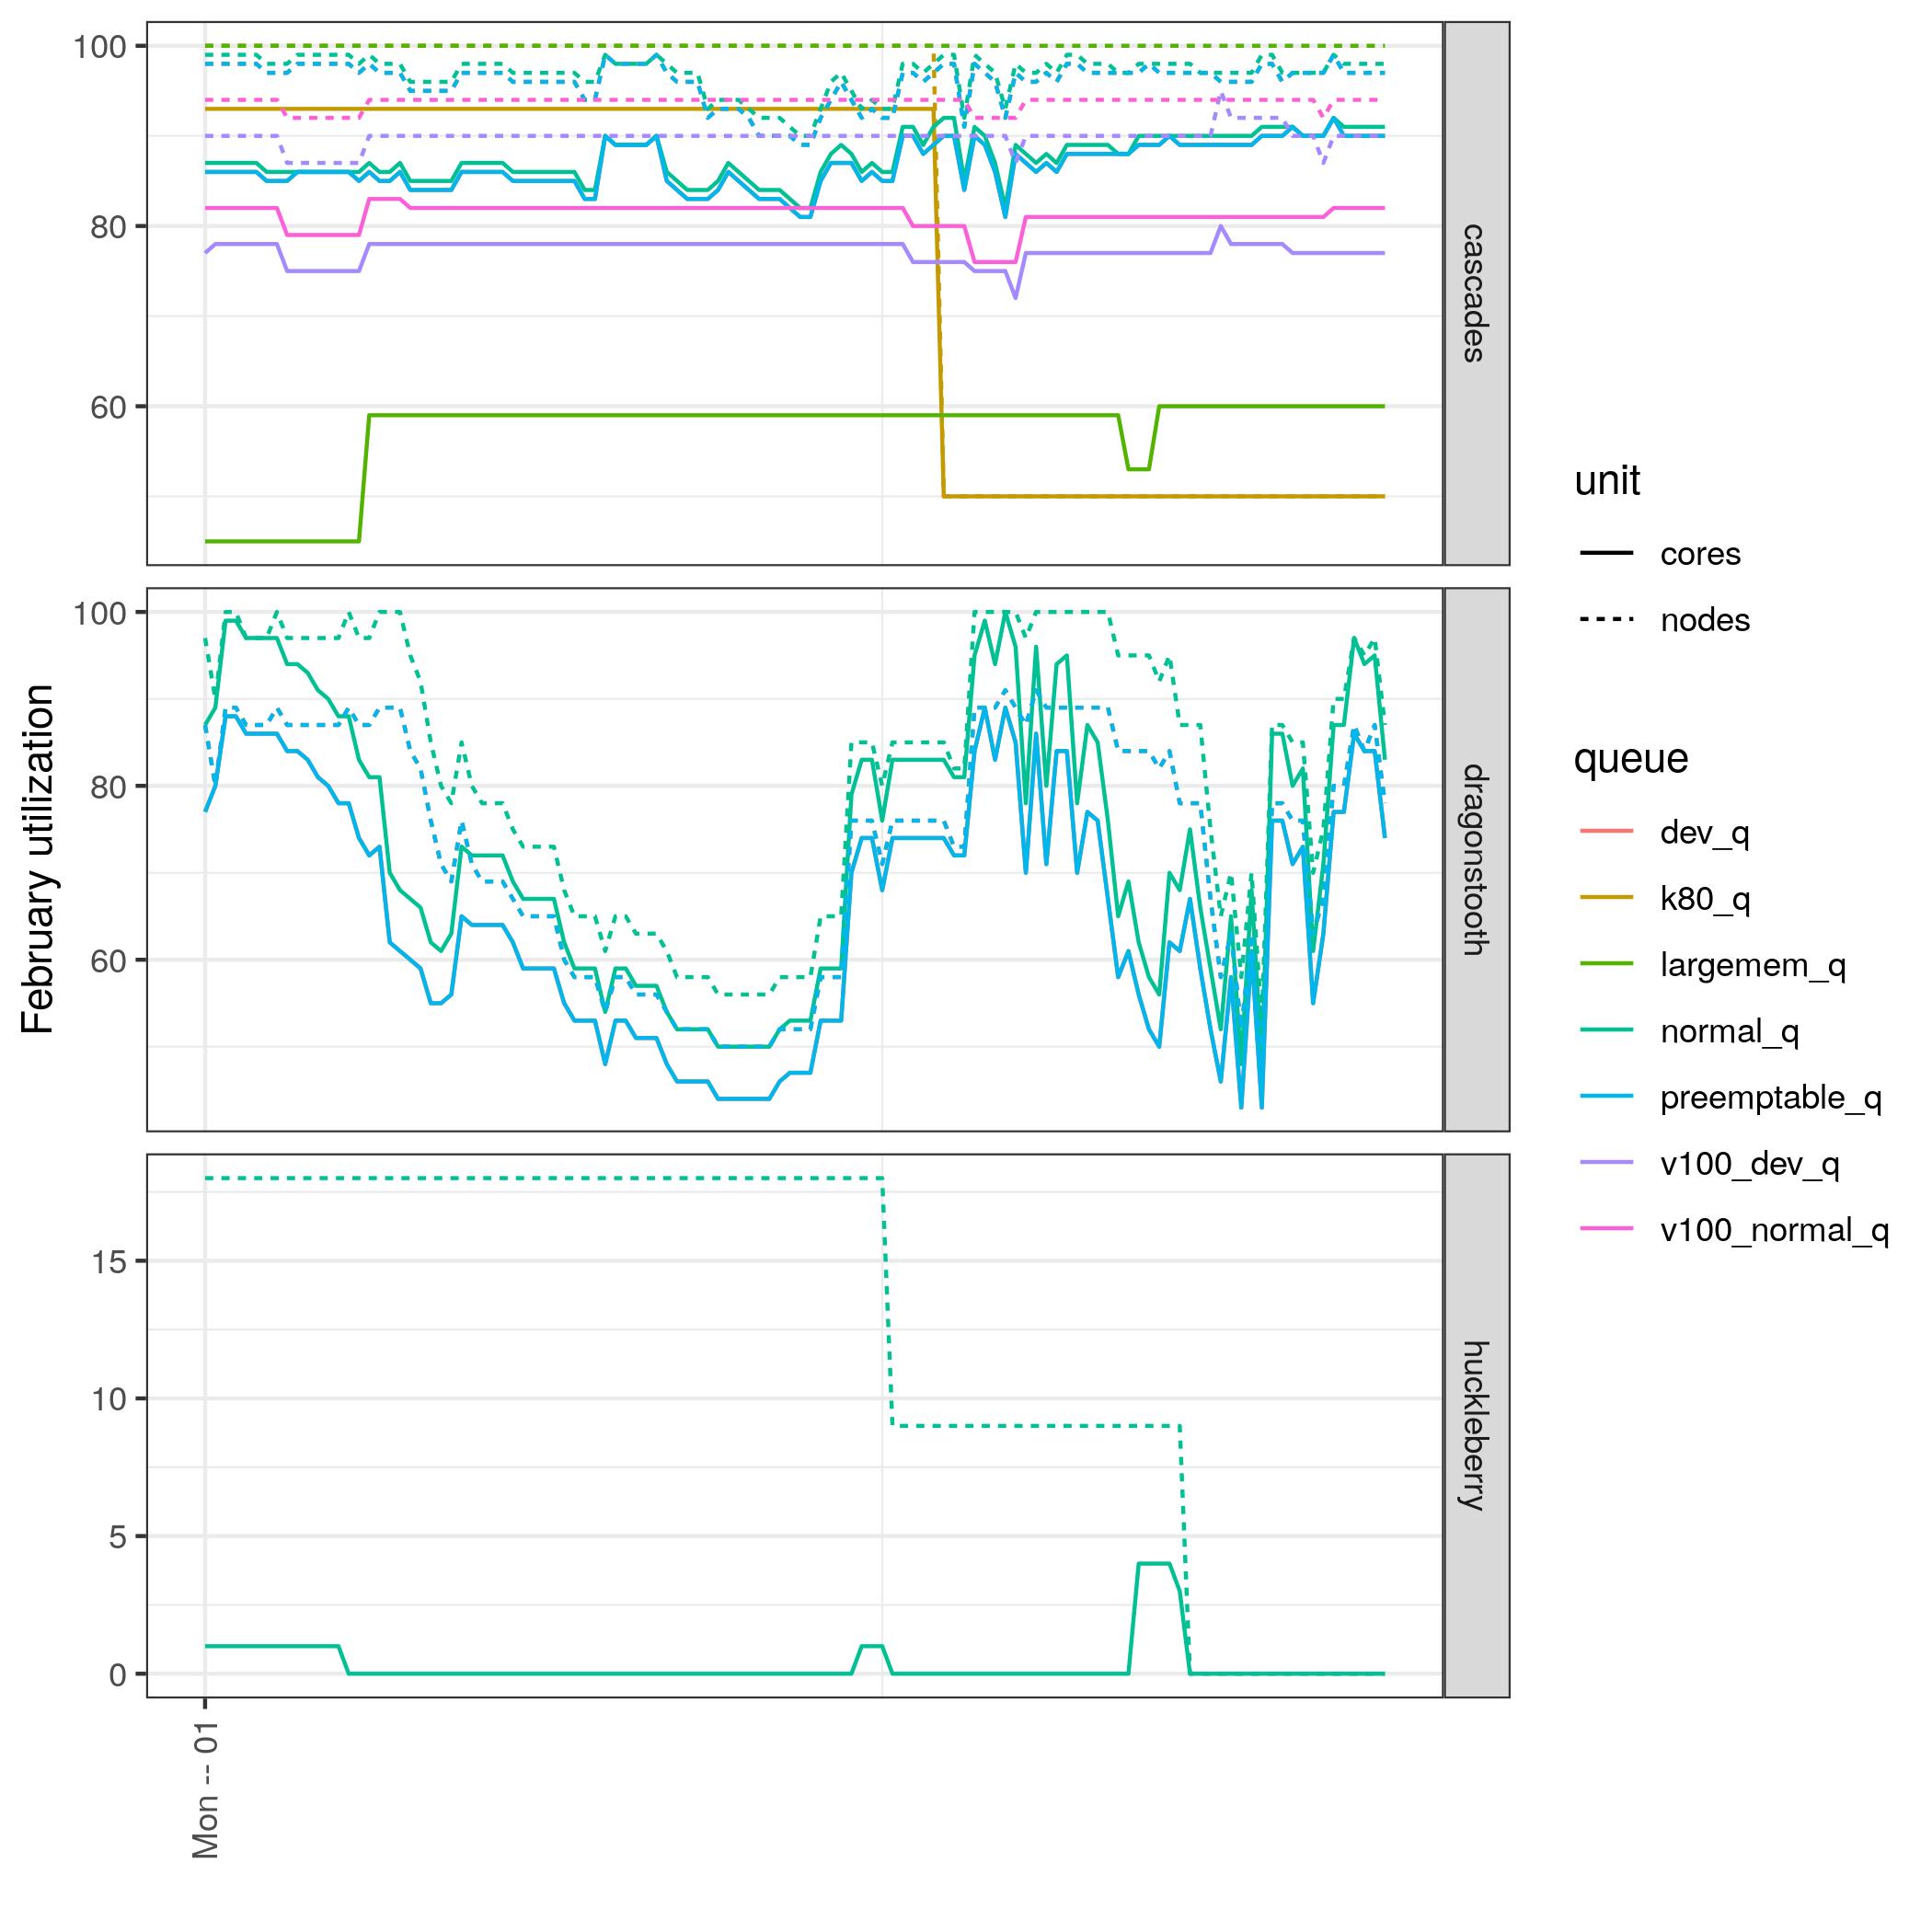 February utilization
100
80
60
cascades
100
80
60
dragonstooth
15
10
5
0
huckleberry
Mon -- 01
unit
cores
nodes
queue
dev_q
k80_q
largemem_q
normal_q
preemptable_q
v100_dev_q
v100_normal_q